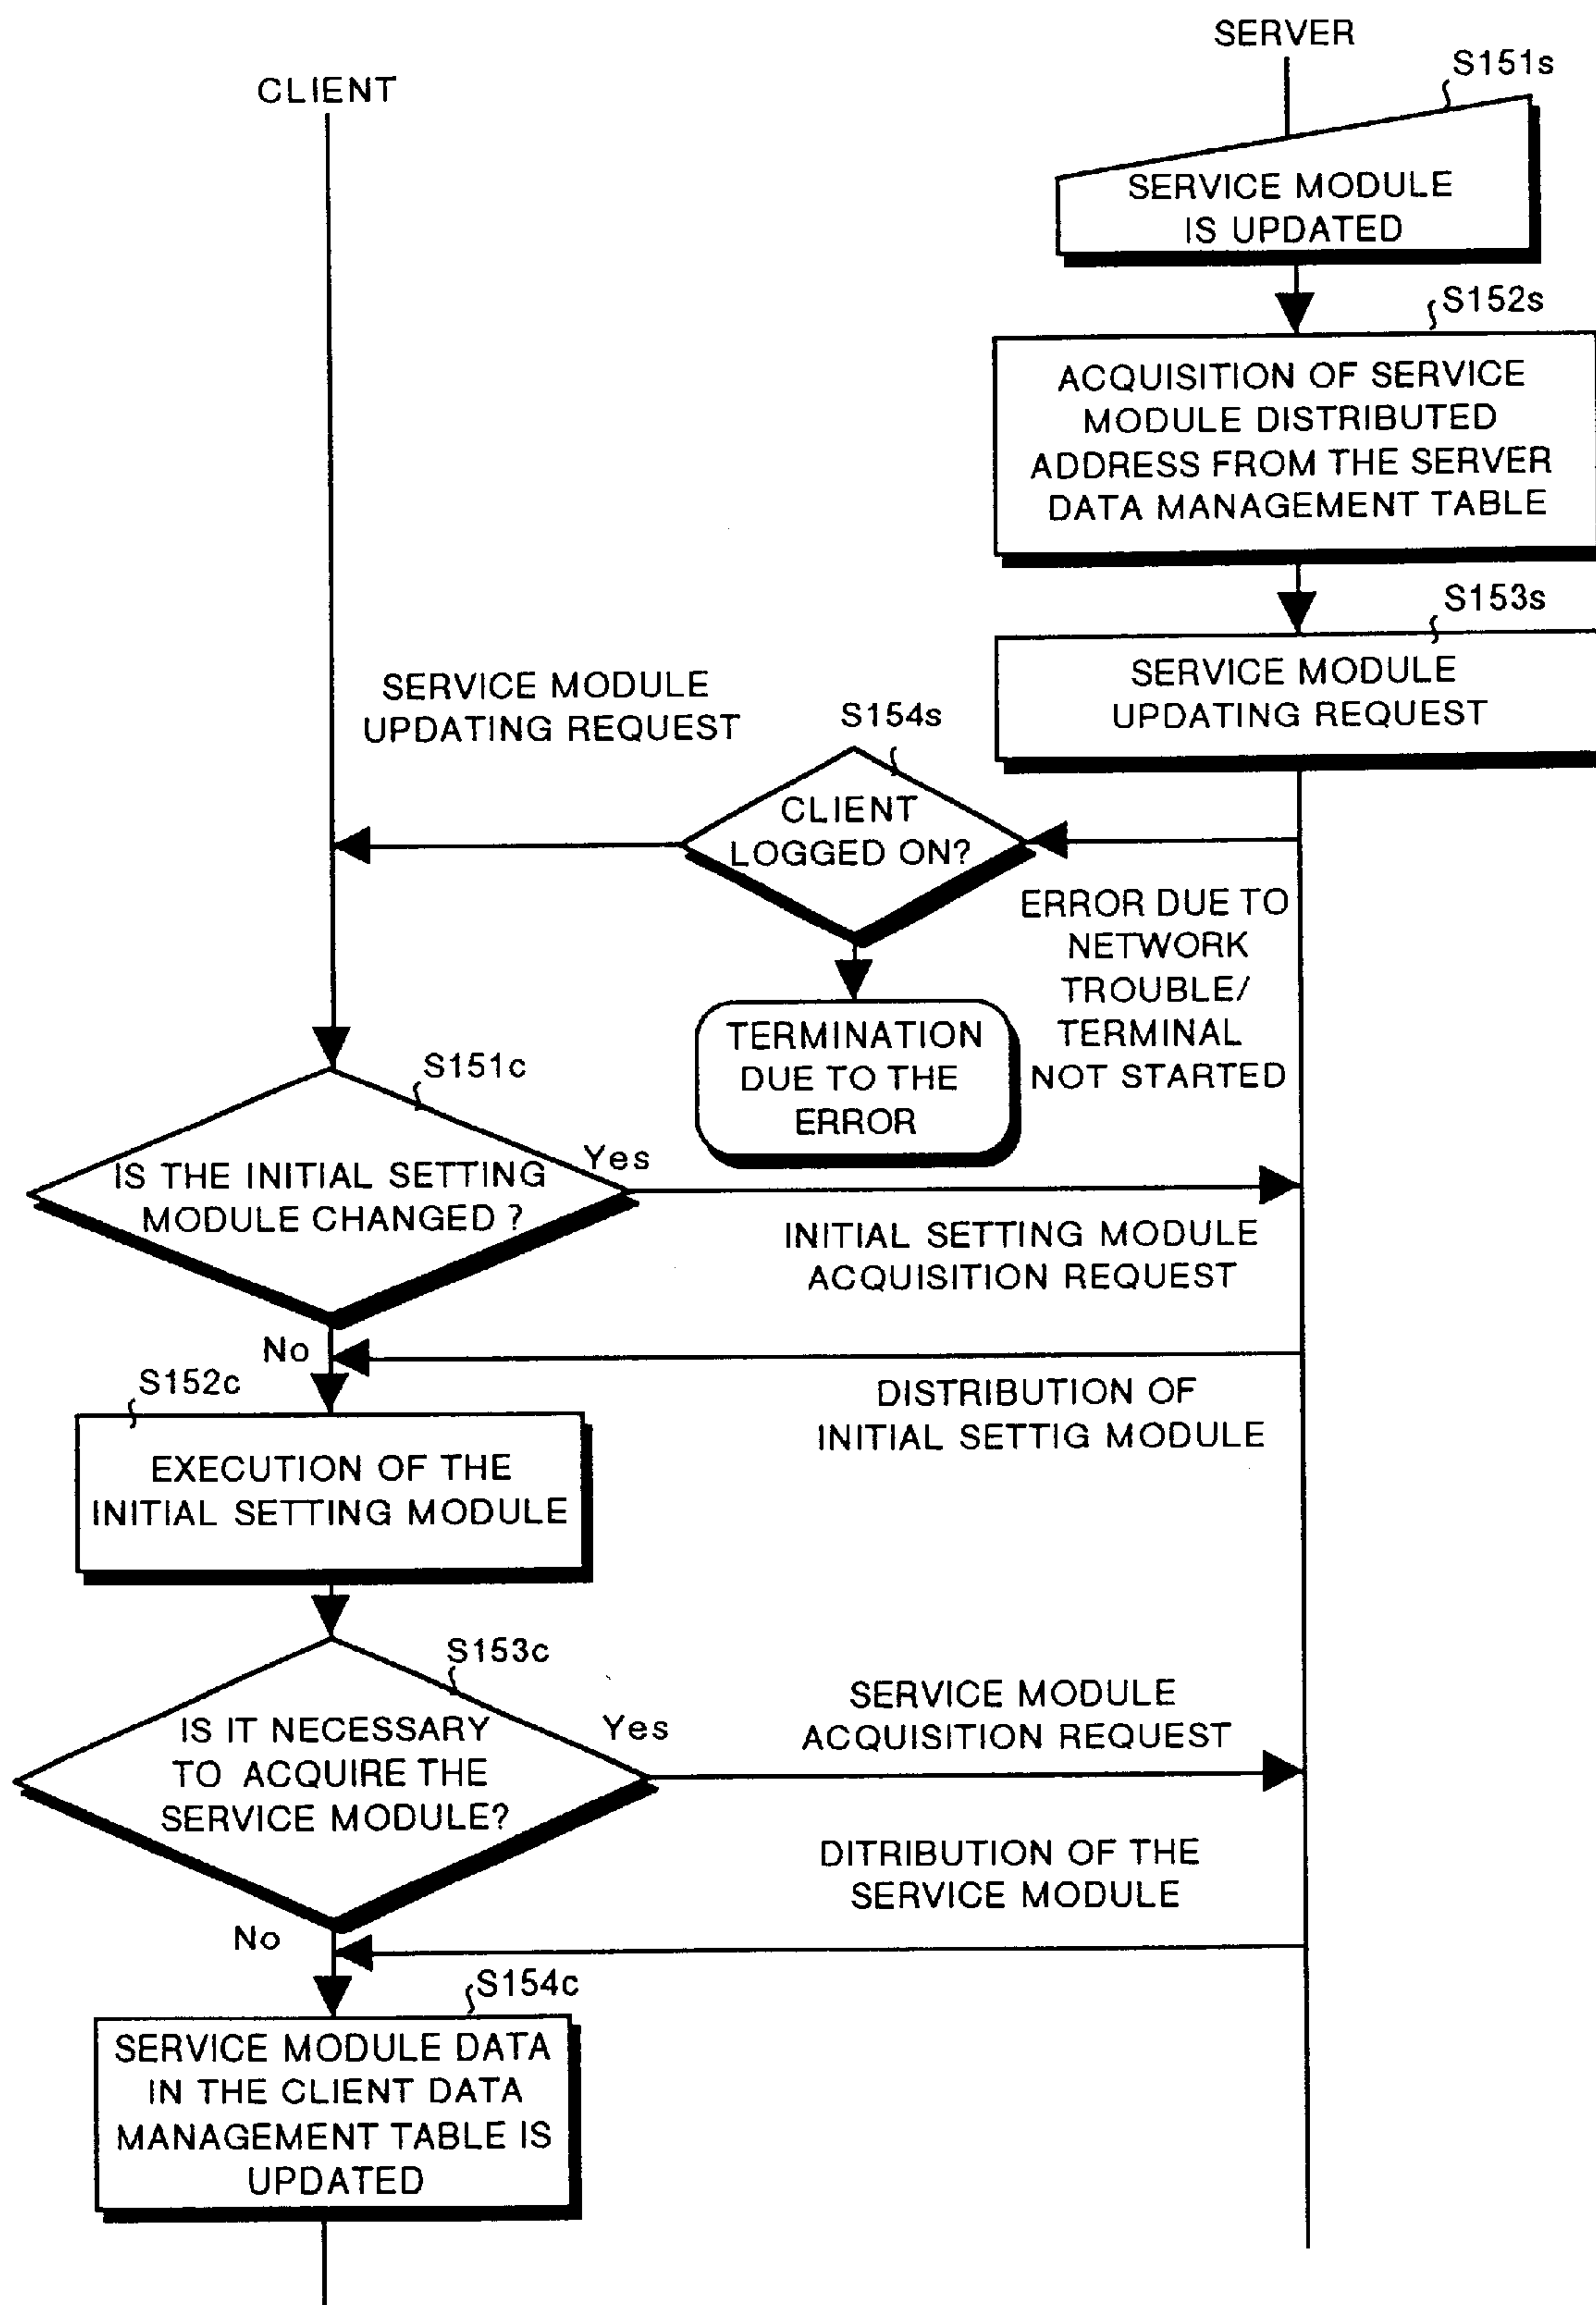 SERVER
S151s
CLIENT
SERVICE MODULE
IS UPDATED
S152s
ACQUISITION OF SERVICE
MODULE DISTRIBUTED
ADDRESS FROM THE SERVER
DATA MANAGEMENT TABLE
S153s
SERVICE MODULE
UPDATING REQUEST
SERVICE MODULE
UPDATING REQUEST
S154s
CLIENT
LOGGED ON?
ERROR DUE TO
NETWORK
TROUBLE/
TERMINAL
NOT STARTED
TERMINATION
DUE TO THE
ERROR
S151c
IS THE INITIAL SETTING
MODULE CHANGED ?
Yes
INITIAL SETTING MODULE
ACQUISITION REQUEST
No
DISTRIBUTION OF
INITIAL SETTIG MODULE
S152c
EXECUTION OF THE
INITIAL SETTING MODULE
S153c
IS IT NECESSARY
TO ACQUIRE THE
SERVICE MODULE?
Yes
SERVICE MODULE
ACQUISITION REQUEST
DITRIBUTION OF THE
SERVICE MODULE
No
S154c
SERVICE MODULE DATA
IN THE CLIENT DATA
MANAGEMENT TABLE IS
UPDATED